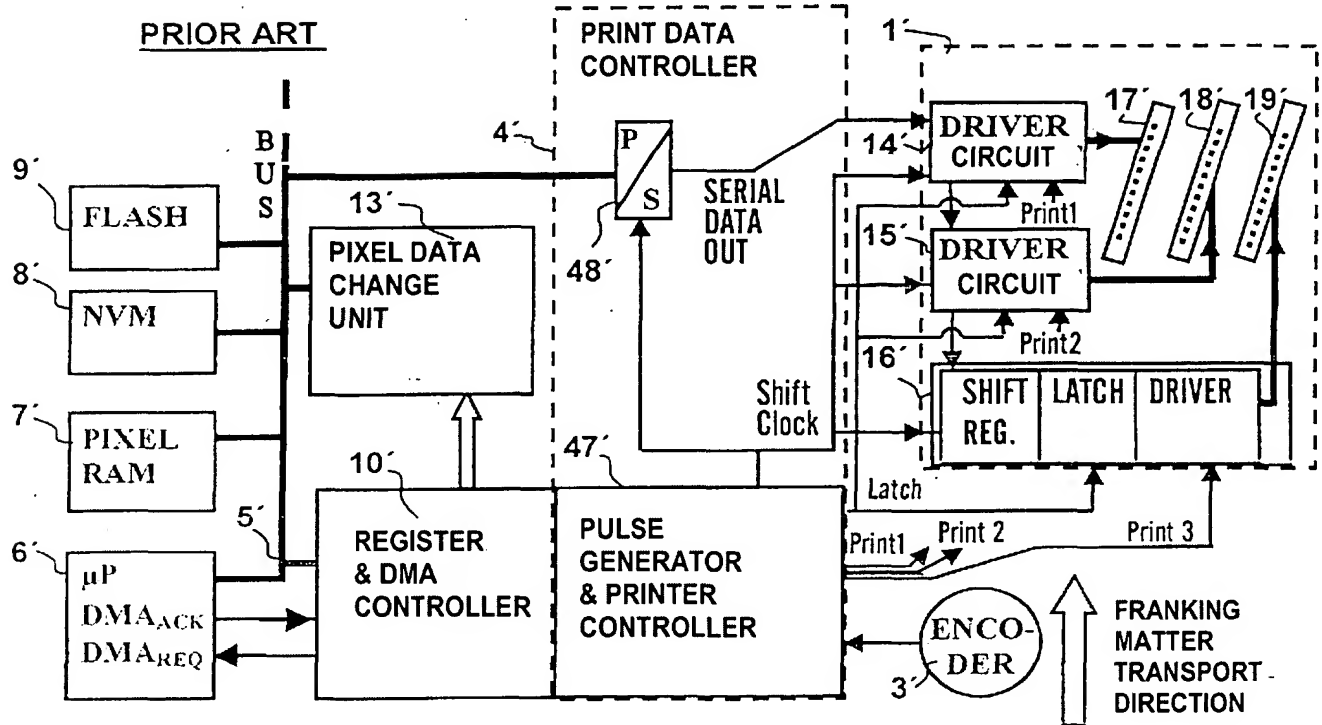 PRIOR ART
PRINT DATA
CONTROLLER
1´
4´
B
U
S
9´
FLASH
8´
NVM
7´
PIXEL
RAM
6´
µP
DMA_ACK
DMA_REQ
5´
13´
PIXEL DATA
CHANGE
UNIT
10´
REGISTER
& DMA
CONTROLLER
P
S
48´
SERIAL
DATA
OUT
Shift
Clock
47´
PULSE
GENERATOR
& PRINTER
CONTROLLER
14´
DRIVER
CIRCUIT
Print1
15´
DRIVER
CIRCUIT
Print2
16´
SHIFT
REG.
LATCH
DRIVER
17´
18´
19´
Latch
Print1
Print 2
Print 3
ENCO-
DER
3´
FRANKING
MATTER
TRANSPORT-
DIRECTION